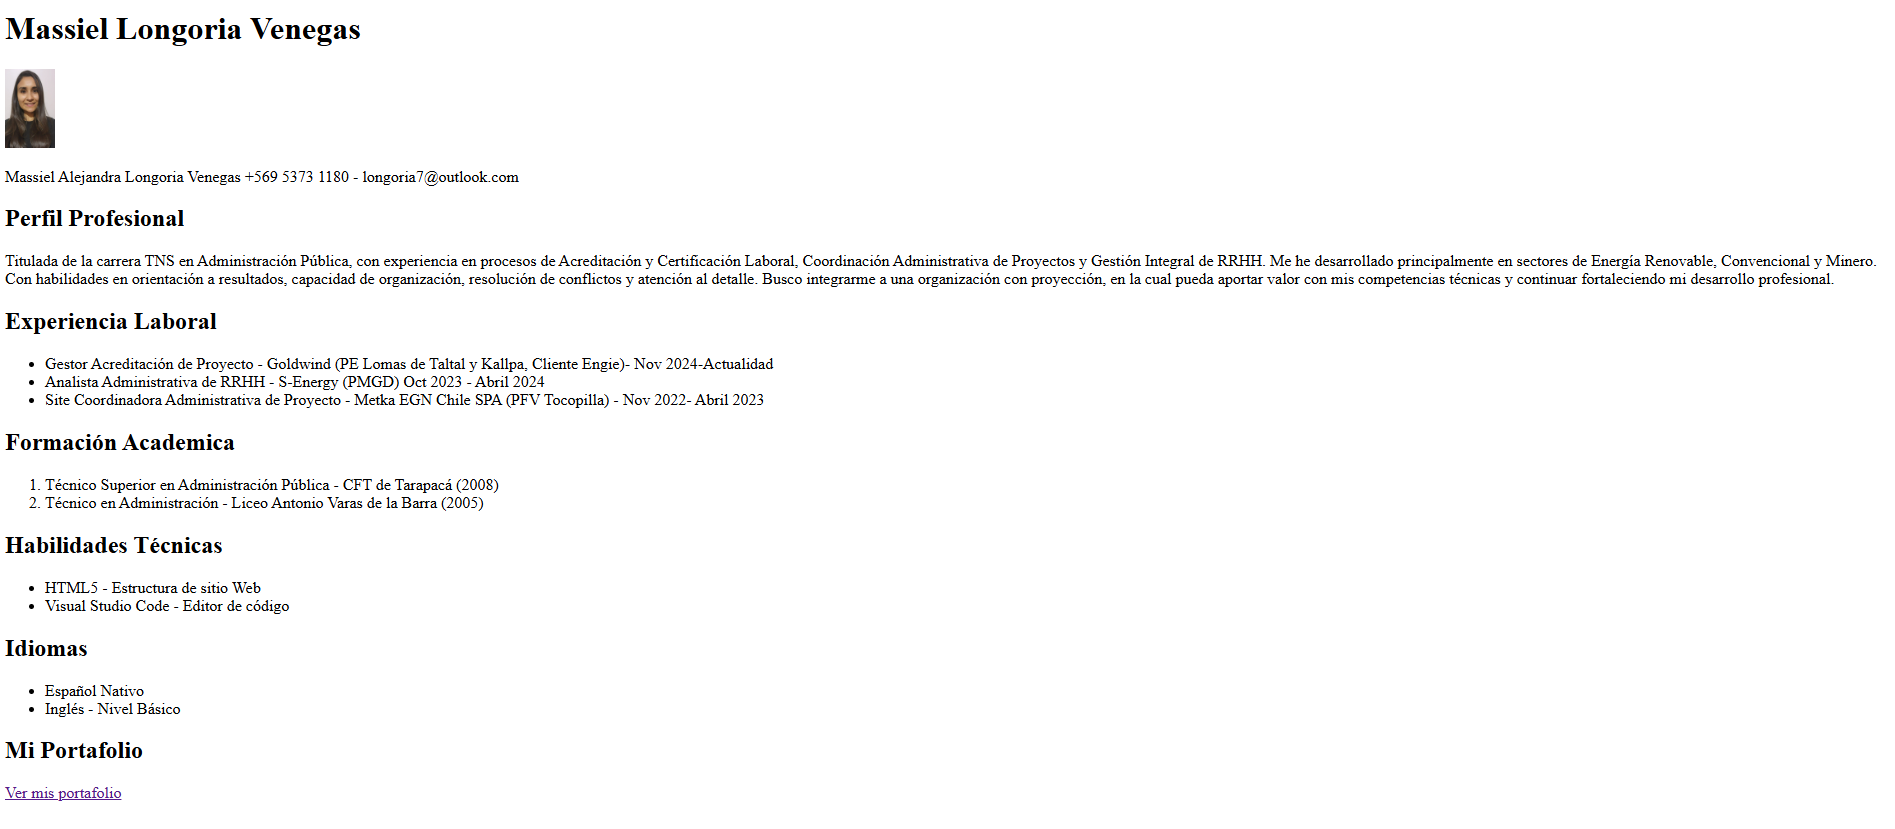 Massiel Longoria Venegas
Massiel Alejandra Longoria Venegas +569 5373 1180 - longoria7@outlook.com
Perfil Profesional
Titulada de la carrera TNS en Administración Pública, con experiencia en procesos de Acreditación y Certificación Laboral, Coordinación Administrativa de Proyectos y Gestión Integral de RRHH. Me he desarrollado principalmente en sectores de Energía Renovable, Convencional y Minero.
Con habilidades en orientación a resultados, capacidad de organización, resolución de conflictos y atención al detalle. Busco integrarme a una organización con proyección, en la cual pueda aportar valor con mis competencias técnicas y continuar fortaleciendo mi desarrollo profesional.
Experiencia Laboral
• Gestor Acreditación de Proyecto - Goldwind (PE Lomas de Taltal y Kallpa, Cliente Engie)- Nov 2024-Actualidad
• Analista Administrativa de RRHH - S-Energy (PMGD) Oct 2023 - Abril 2024
• Site Coordinadora Administrativa de Proyecto - Metka EGN Chile SPA (PFV Tocopilla) - Nov 2022- Abril 2023
Formación Academica
1. Técnico Superior en Administración Pública - CFT de Tarapacá (2008)
2. Técnico en Administración - Liceo Antonio Varas de la Barra (2005)
Habilidades Técnicas
• HTML5 - Estructura de sitio Web
• Visual Studio Code - Editor de código
Idiomas
• Español Nativo
• Inglés - Nivel Básico
Mi Portafolio
Ver mis portafolio